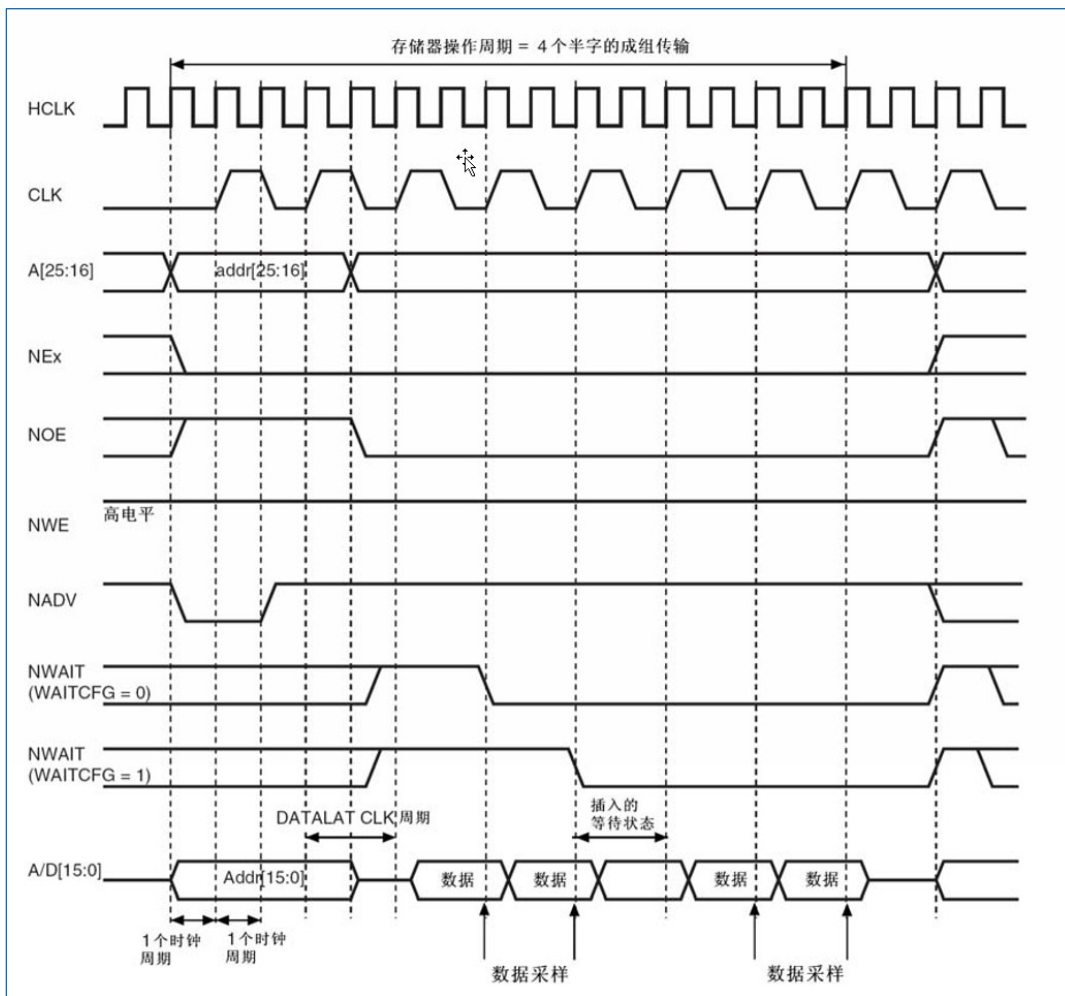 存储器操作周期 = 4个半字的成组传输
HCLK
CLK
A[25:16]
addr[25:16]
NEx
NOE
高电平
NWE
NADV
NWAIT
(WAITCFG = 0)
NWAIT
(WAITCFG = 1)
DATALAT CLK 周期
插入的
等待状态
A/D[15:0]
Addr[15:0]
数据
数据
数据
数据
1个时钟
周期
1个时钟
周期
数据采样
数据采样